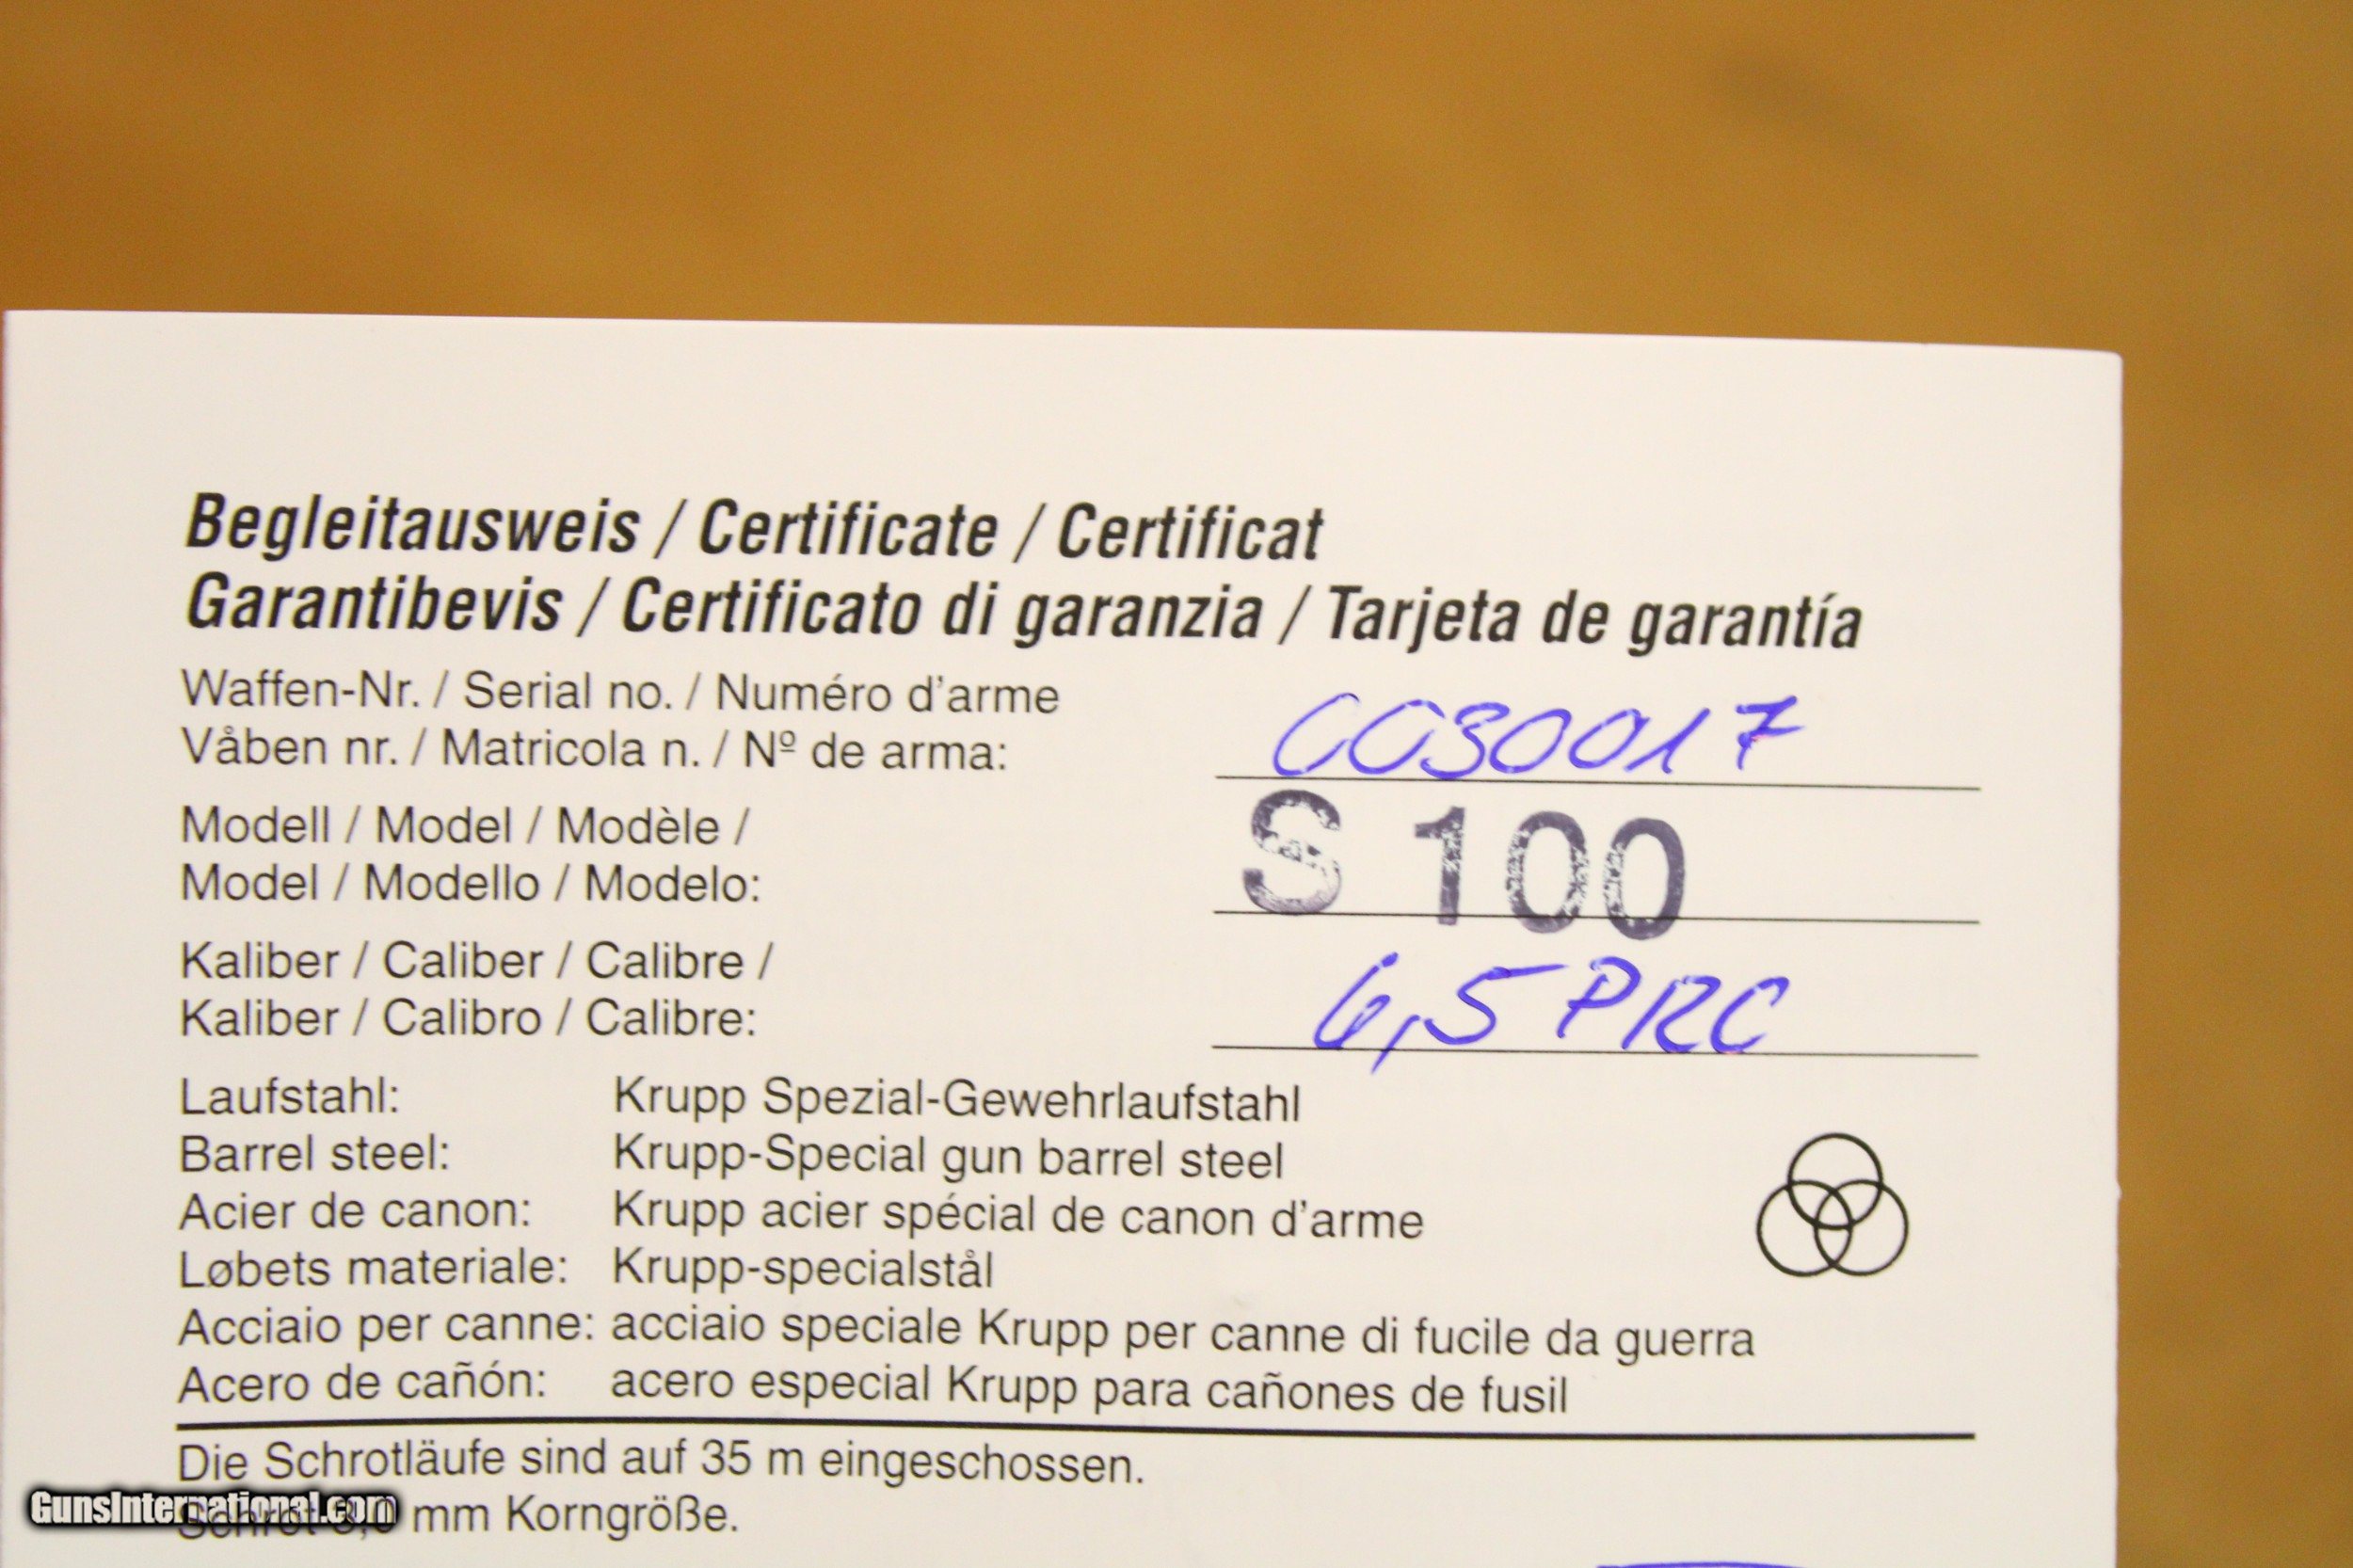 Begleitausweis / Certificate / Certificat
Garantibevis / Certificato di garanzia / Tarjeta de garantía
Waffen-Nr. / Serial no. / Numéro d'arme
Våben nr. / Matricola n. / Nº de arma: CC30017
Modell / Model / Modèle /
Model / Modello / Modelo: S 100
Kaliber / Caliber / Calibre /
Kaliber / Calibro / Calibre: 6,5 PRC
Laufstahl: Krupp Spezial-Gewehrlaufstahl
Barrel steel: Krupp-Special gun barrel steel
Acier de canon: Krupp acier spécial de canon d'arme
Løbets materiale: Krupp-specialstål
Acciaio per canne: acciaio speciale Krupp per canne di fucile da guerra
Acero de cañón: acero especial Krupp para cañones de fusil
Die Schrotläufe sind auf 35 m eingeschossen.
Schrot 3,0 mm Korngröße.
GunsInternational.com